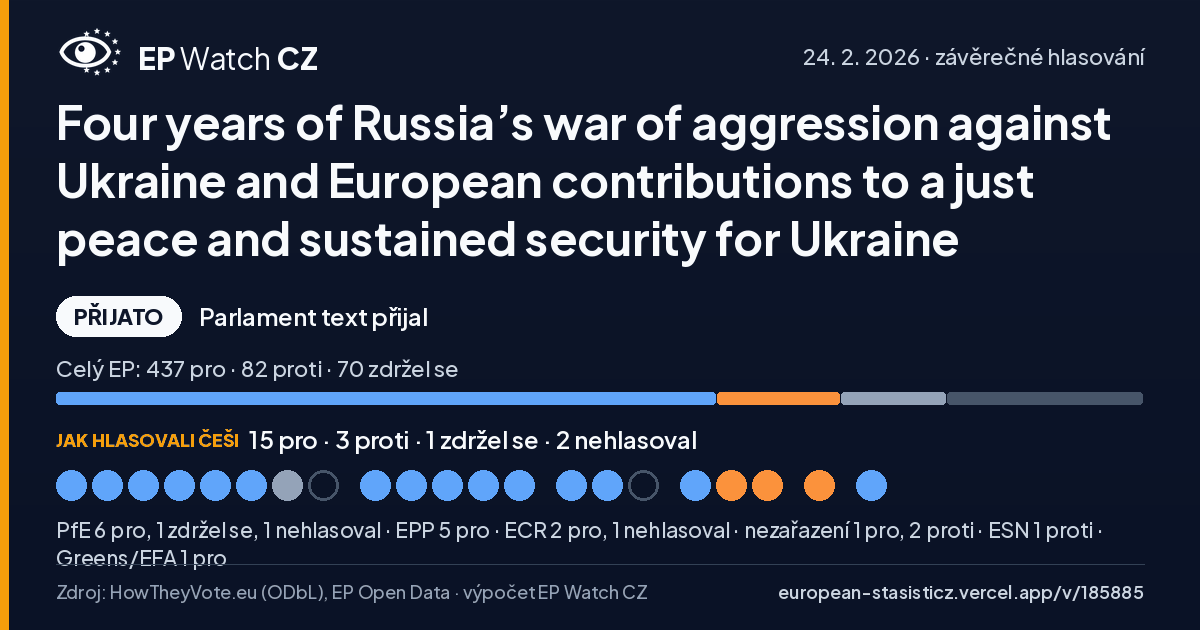 EP Watch CZ
24. 2. 2026 · závěrečné hlasování
Four years of Russia’s war of aggression against
Ukraine and European contributions to a just
peace and sustained security for Ukraine
PŘIJATO Parlament text přijal
Celý EP: 437 pro · 82 proti · 70 zdržel se
JAK HLASOVALI ČEŠI 15 pro · 3 proti · 1 zdržel se · 2 nehlasoval
PfE 6 pro, 1 zdržel se, 1 nehlasoval · EPP 5 pro · ECR 2 pro, 1 nehlasoval · nezařazení 1 pro, 2 proti · ESN 1 proti ·
Greens/EFA 1 pro
Zdroj: HowTheyVote.eu (ODbL), EP Open Data · výpočet EP Watch CZ
european-stasisticz.vercel.app/v/185885